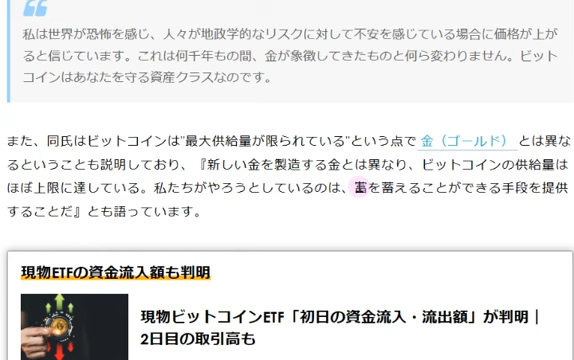 私は世界が恐怖を感じ、人々が地政学的なリスクに対して不安を感じている場合に価格が上が
ると信じています。これは何千年もの間、金が象徴してきたものと何ら変わりません。ビット
コインはあなたを守る資産クラスなのです。
また、同氏はビットコインは"最大供給量が限られている"という点で 金（ゴールド） とは異な
るということも説明しており、『新しい金を製造する金とは異なり、ビットコインの供給量は
ほぼ上限に達している。私たちがやろうとしているのは、富を蓄えることができる手段を提供
することだ』とも語っています。
現物ETFの資金流入額も判明
現物ビットコインETF「初日の資金流入・流出額」が判明｜
2日目の取引高も